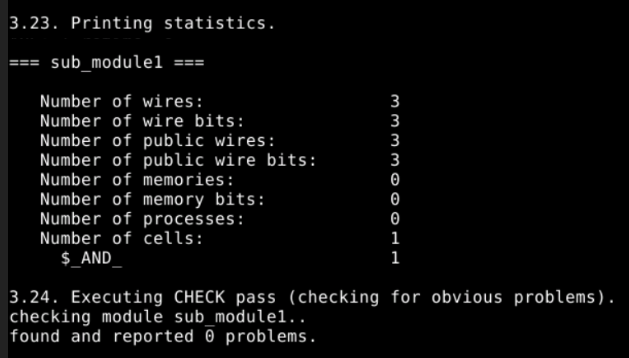 3.23. Printing statistics.
=== sub_module1 ===
Number of wires: 3
Number of wire bits: 3
Number of public wires: 3
Number of public wire bits: 3
Number of memories: 0
Number of memory bits: 0
Number of processes: 0
Number of cells: 1
$_AND_ 1
3.24. Executing CHECK pass (checking for obvious problems).
checking module sub_module1..
found and reported 0 problems.